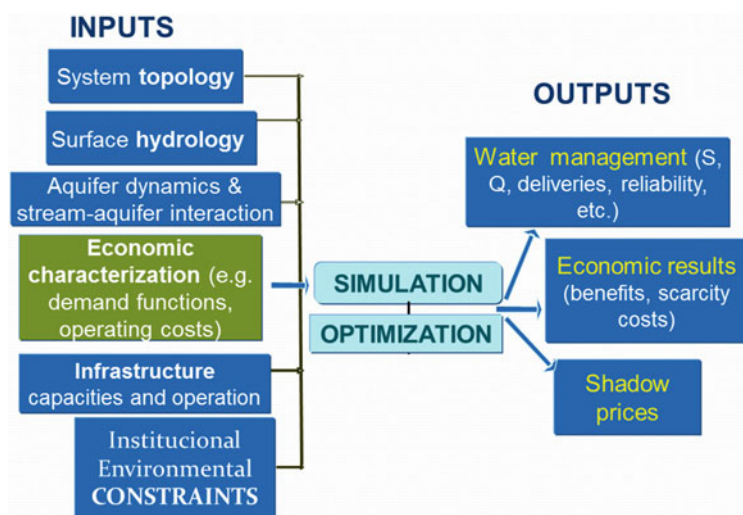 INPUTS
System topology
Surface hydrology
Aquifer dynamics &
stream-aquifer interaction
Economic
characterization (e.g.
demand functions,
operating costs)
Infrastructure
capacities and operation
Institucional
Environmental
CONSTRAINTS
SIMULATION
OPTIMIZATION
OUTPUTS
Water management (S,
Q, deliveries, reliability,
etc.)
Economic results
(benefits, scarcity
costs)
Shadow
prices